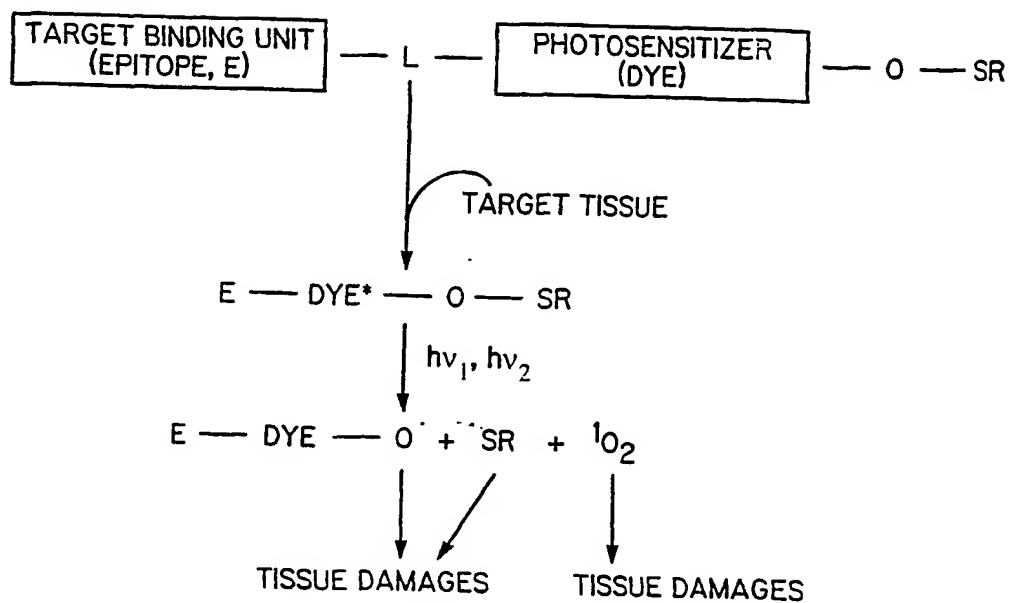 TARGET BINDING UNIT
(EPITOPE, E)
— L —
PHOTOSENSITIZER
(DYE)
— O — SR
TARGET TISSUE
E — DYE* — O — SR
hν₁, hν₂
E — DYE — O˙ + ˙SR + ¹O₂
TISSUE DAMAGES
TISSUE DAMAGES